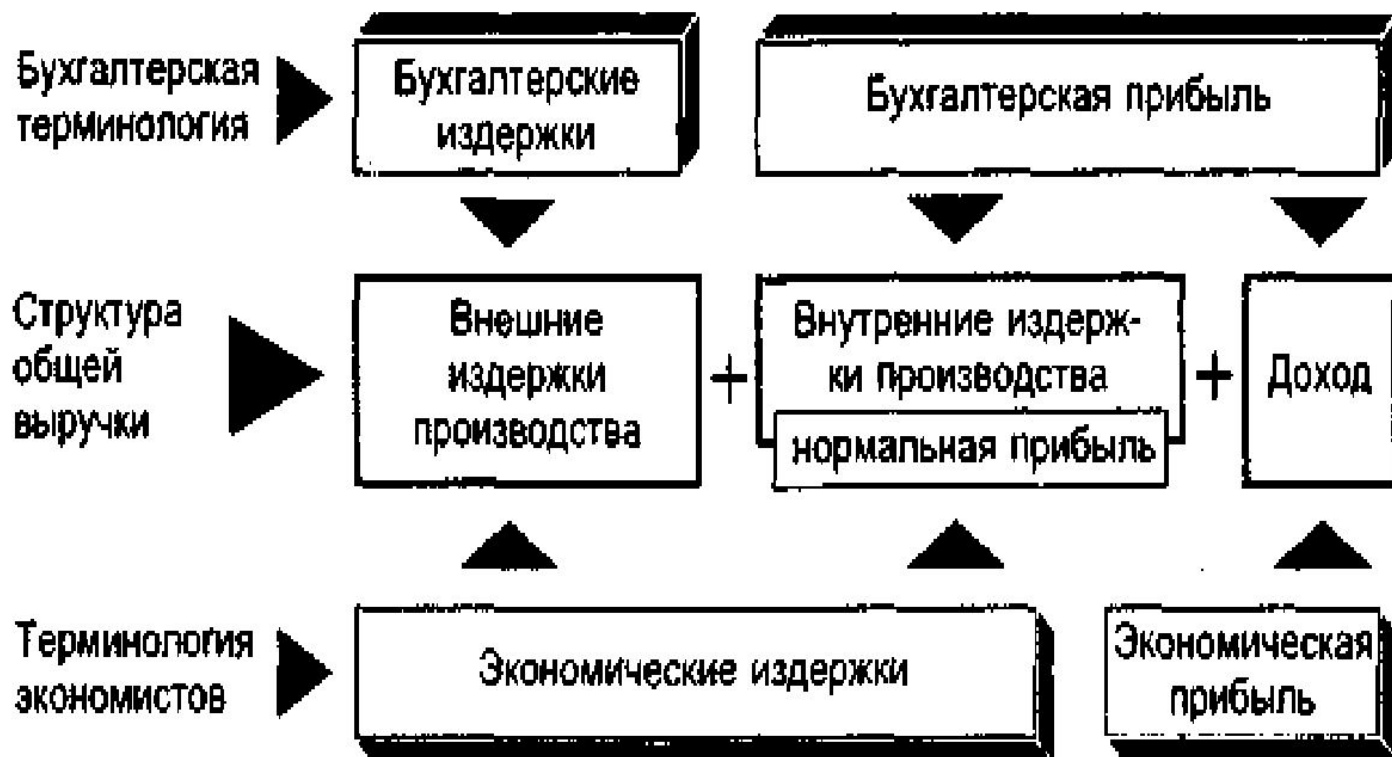 Бухгалтерская
терминология
Бухгалтерские
издержки
Бухгалтерская прибыль
Структура
общей
выручки
Внешние
издержки
производства
+
Внутренние издерж-
ки производства
нормальная прибыль
+
Доход
Терминология
экономистов
Экономические издержки
Экономическая
прибыль